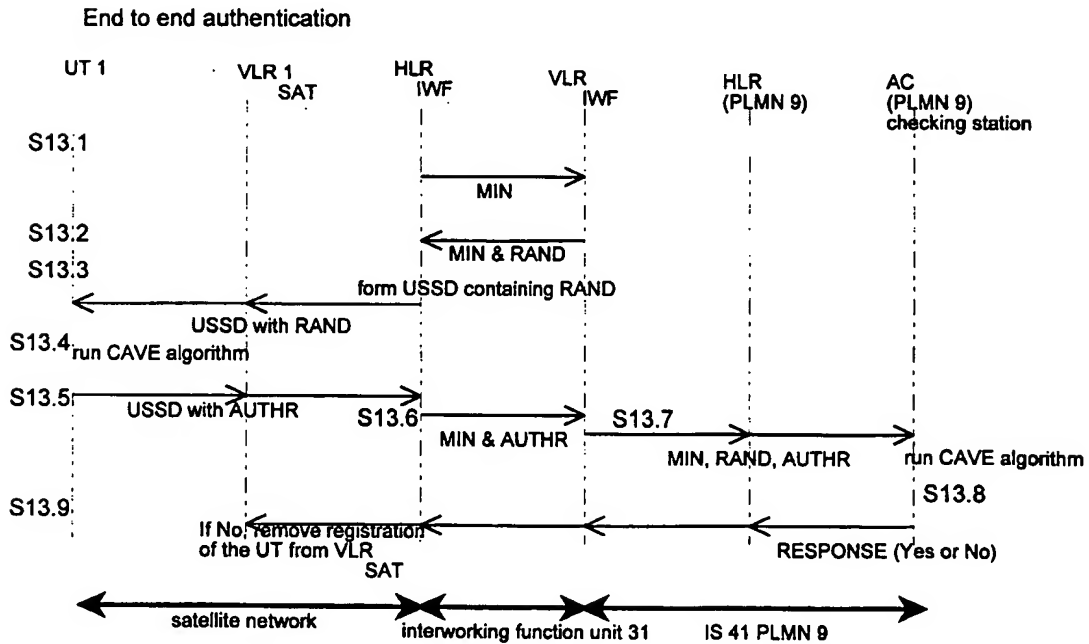 End to end authentication
UT 1
VLR 1
SAT
HLR
IWF
VLR
IWF
HLR
(PLMN 9)
AC
(PLMN 9)
checking station
S13.1
MIN
S13.2
MIN & RAND
S13.3
form USSD containing RAND
USSD with RAND
S13.4
run CAVE algorithm
S13.5
USSD with AUTHR
S13.6
MIN & AUTHR
S13.7
MIN, RAND, AUTHR
run CAVE algorithm
S13.8
S13.9
If No, remove registration
of the UT from VLR
SAT
RESPONSE (Yes or No)
satellite network
interworking function unit 31
IS 41 PLMN 9